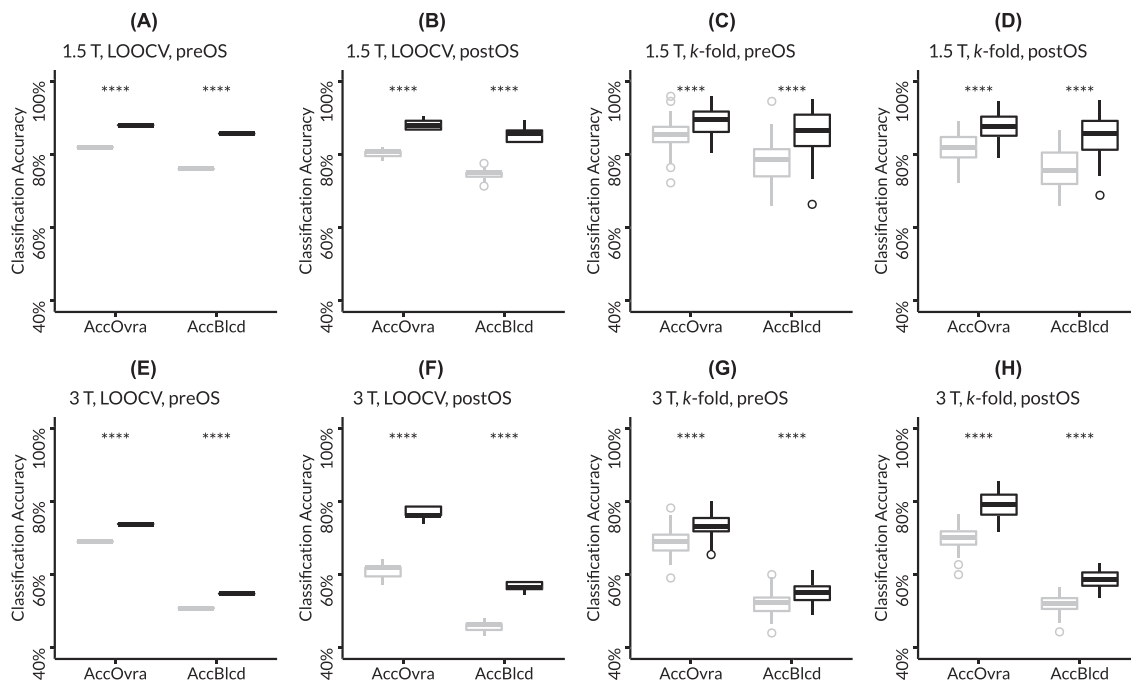 (A)
1.5 T, LOOCV, preOS
Classification Accuracy
100%
80%
60%
40%
****
****
AccOvra
AccBlcd
(B)
1.5 T, LOOCV, postOS
Classification Accuracy
100%
80%
60%
40%
****
****
AccOvra
AccBlcd
(C)
1.5 T, k-fold, preOS
Classification Accuracy
100%
80%
60%
40%
****
****
AccOvra
AccBlcd
(D)
1.5 T, k-fold, postOS
Classification Accuracy
100%
80%
60%
40%
****
****
AccOvra
AccBlcd
(E)
3 T, LOOCV, preOS
Classification Accuracy
100%
80%
60%
40%
****
****
AccOvra
AccBlcd
(F)
3 T, LOOCV, postOS
Classification Accuracy
100%
80%
60%
40%
****
****
AccOvra
AccBlcd
(G)
3 T, k-fold, preOS
Classification Accuracy
100%
80%
60%
40%
****
****
AccOvra
AccBlcd
(H)
3 T, k-fold, postOS
Classification Accuracy
100%
80%
60%
40%
****
****
AccOvra
AccBlcd